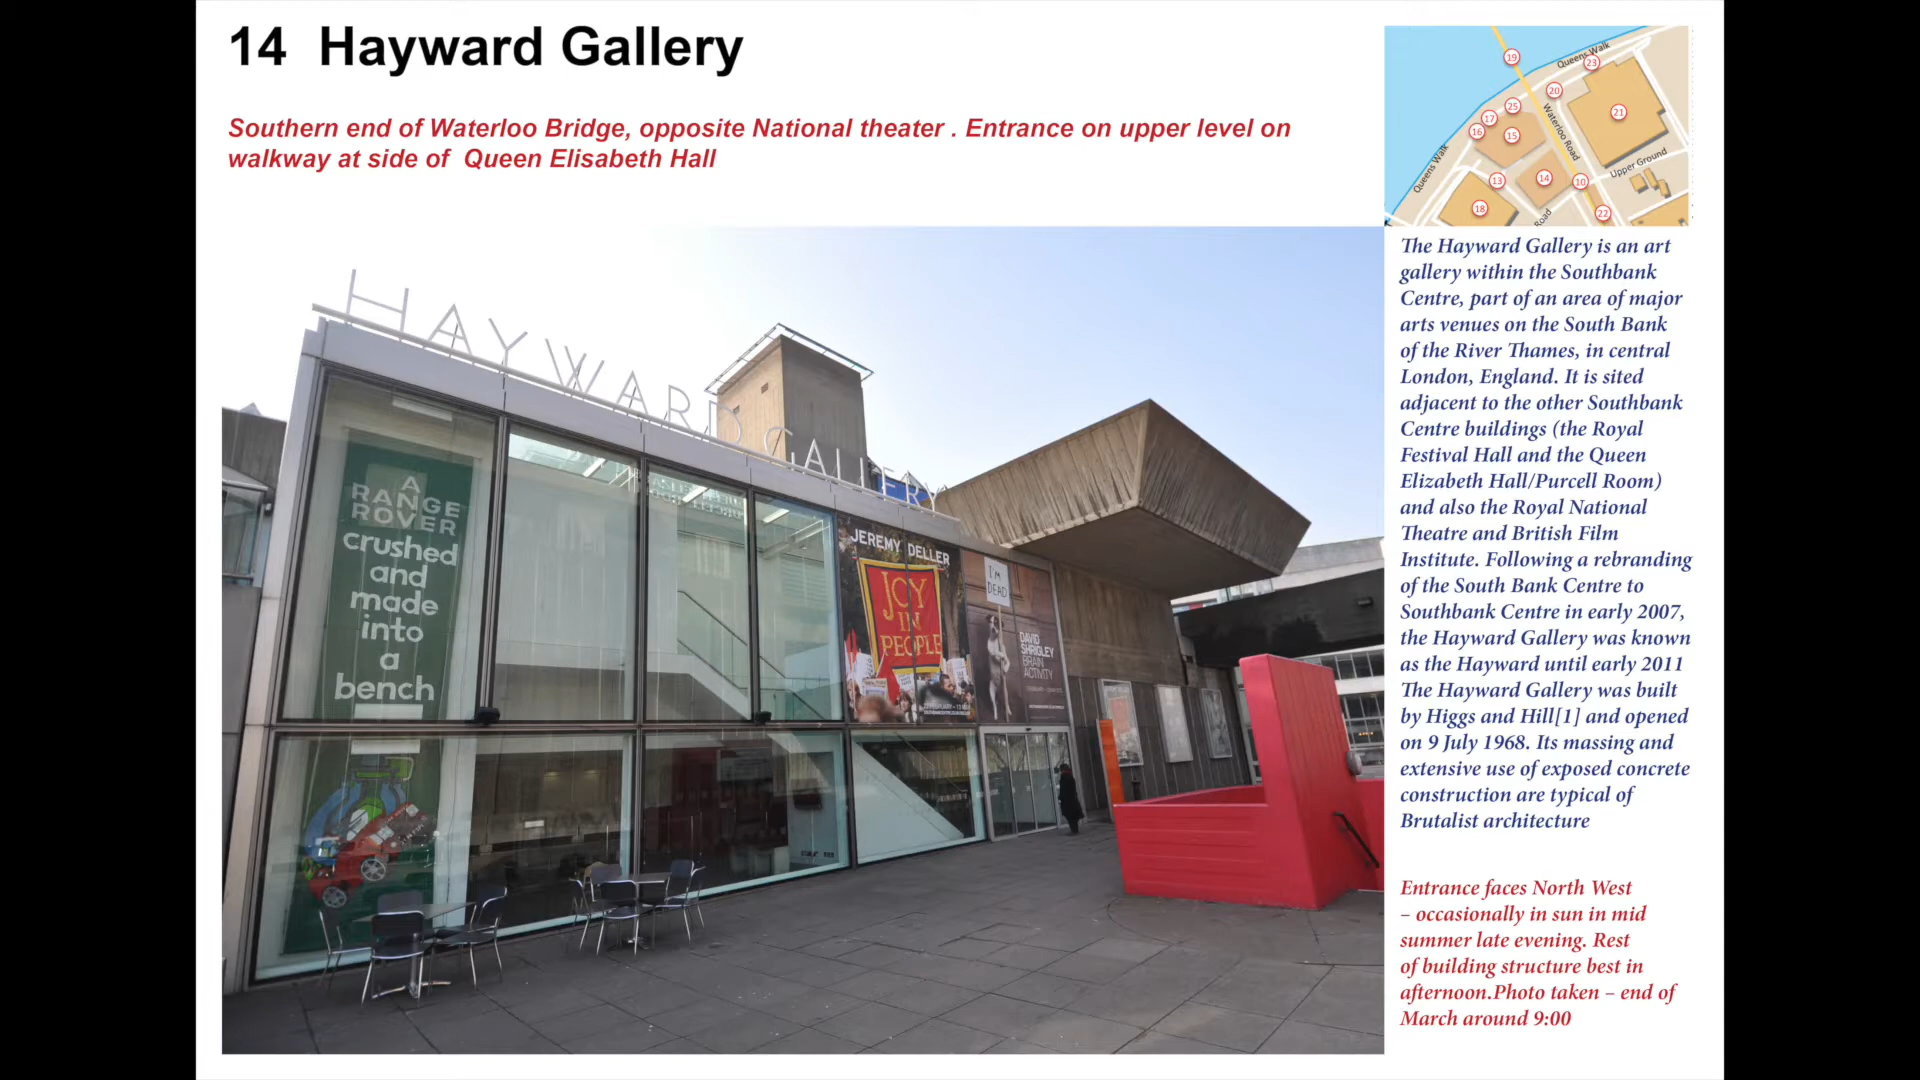 14 Hayward Gallery
Southern end of Waterloo Bridge, opposite National theater . Entrance on upper level on
walkway at side of Queen Elisabeth Hall
19
Queens Walk
23
20
25
21
17
16
15
Waterloo Road
Queens Walk
Upper Ground
13
14
10
18
Road
22
The Hayward Gallery is an art
gallery within the Southbank
Centre, part of an area of major
arts venues on the South Bank
of the River Thames, in central
London, England. It is sited
adjacent to the other Southbank
Centre buildings (the Royal
Festival Hall and the Queen
Elizabeth Hall/Purcell Room)
and also the Royal National
Theatre and British Film
Institute. Following a rebranding
of the South Bank Centre to
Southbank Centre in early 2007,
the Hayward Gallery was known
as the Hayward until early 2011
The Hayward Gallery was built
by Higgs and Hill[1] and opened
on 9 July 1968. Its massing and
extensive use of exposed concrete
construction are typical of
Brutalist architecture
Entrance faces North West
– occasionally in sun in mid
summer late evening. Rest
of building structure best in
afternoon.Photo taken – end of
March around 9:00
HAYWARD GALLERY
A
RANGE
ROVER
crushed
and
made
into
a
bench
JEREMY DELLER
JOY
IN
PEOPLE
I'M
DEAD
DAVID
SHRIGLEY
BRAIN
ACTIVITY